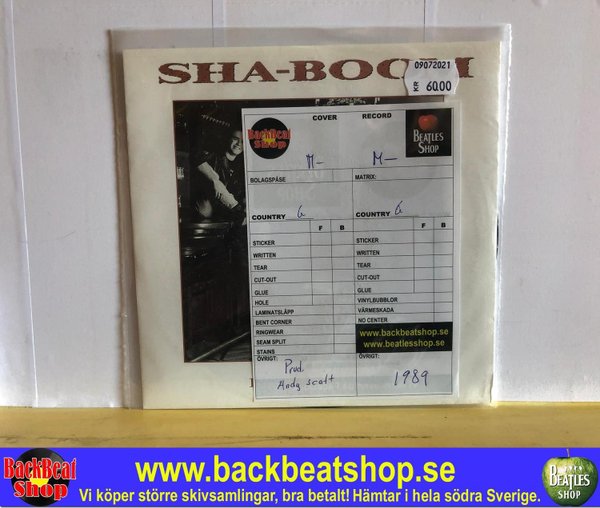 SHA-BOOM
09072021
KR 60.00
BackBeat Shop
COVER
RECORD
BEATLES SHOP
M-
M-
BOLAGSPÅSE
MATRIX:
COUNTRY G
COUNTRY G
F B
F B
STICKER
STICKER
WRITTEN
WRITTEN
TEAR
TEAR
CUT-OUT
CUT-OUT
GLUE
GLUE
HOLE
VINYLBUBBLOR
LAMINATSLÄPP
VÄRMESKADA
BENT CORNER
NO CENTER
RINGWEAR
www.backbeatshop.se
SEAM SPLIT
www.beatlesshop.se
STAINS
ÖVRIGT:
ÖVRIGT:
Prod.
Andy scott
1989
BackBeat Shop
www.backbeatshop.se
Vi köper större skivsamlingar, bra betalt! Hämtar i hela södra Sverige.
BEATLES SHOP